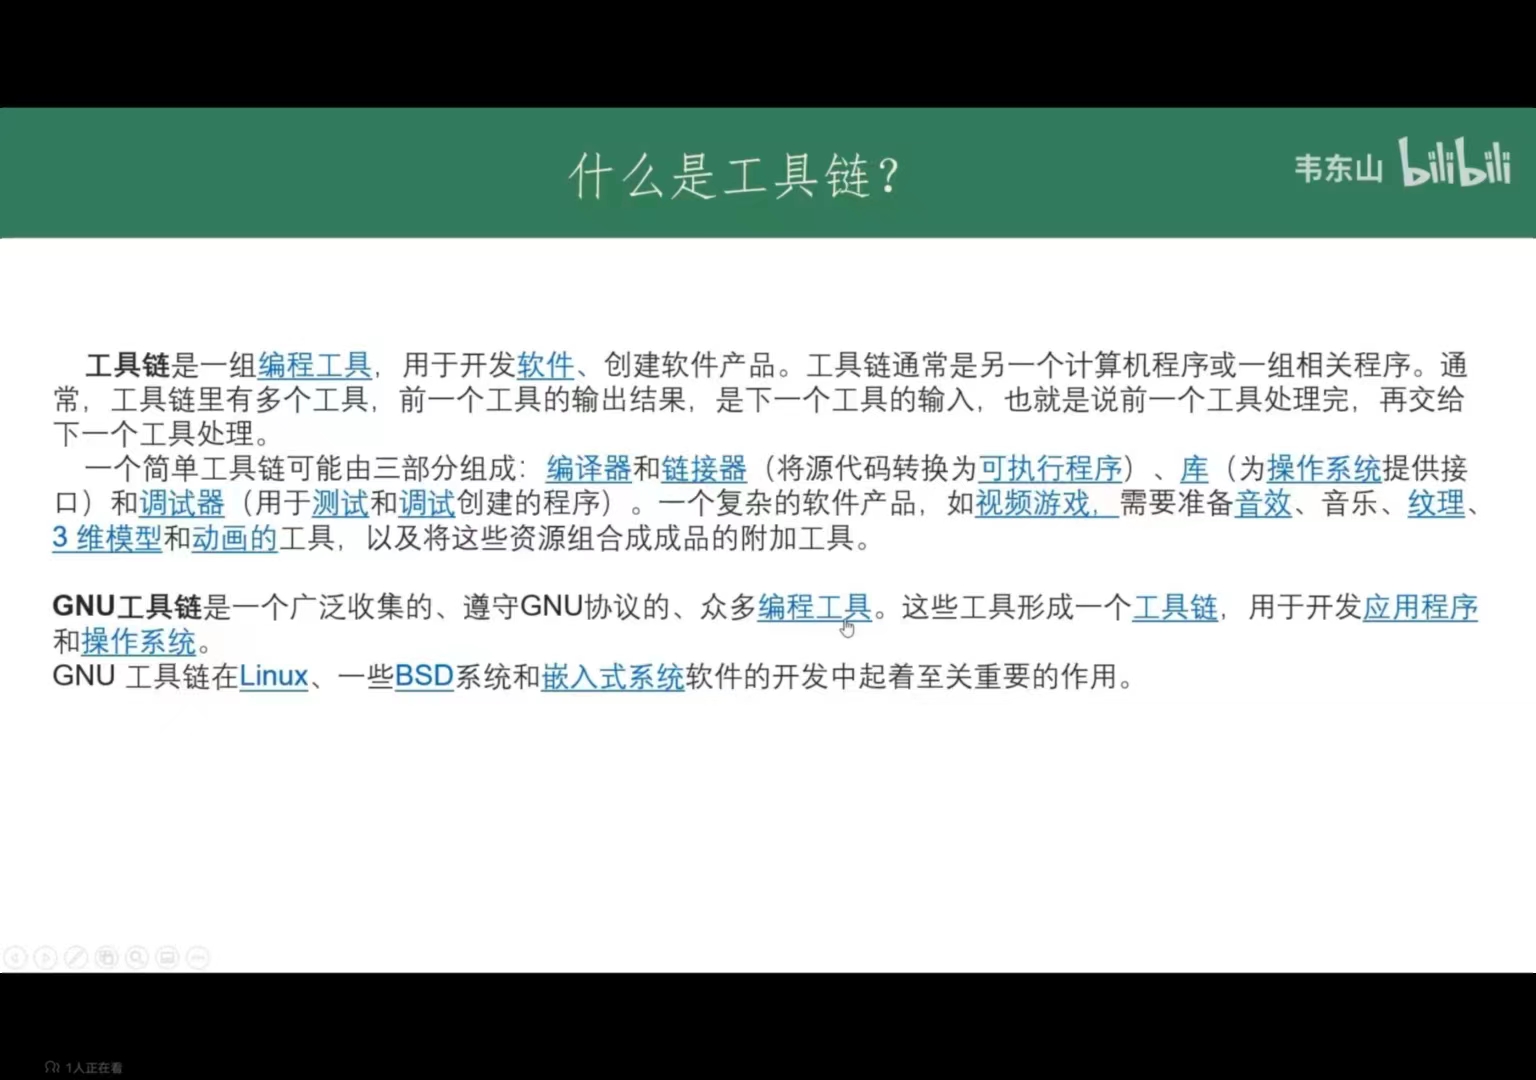 什么是工具链？
韦东山 bilibili
工具链是一组编程工具，用于开发软件、创建软件产品。工具链通常是另一个计算机程序或一组相关程序。通
常，工具链里有多个工具，前一个工具的输出结果，是下一个工具的输入，也就是说前一个工具处理完，再交给
下一个工具处理。
一个简单工具链可能由三部分组成：编译器和链接器（将源代码转换为可执行程序）、库（为操作系统提供接
口）和调试器（用于测试和调试创建的程序）。一个复杂的软件产品，如视频游戏，需要准备音效、音乐、纹理、
3 维模型和动画的工具，以及将这些资源组合成成品的附加工具。
GNU工具链是一个广泛收集的、遵守GNU协议的、众多编程工具。这些工具形成一个工具链，用于开发应用程序
和操作系统。
GNU 工具链在Linux、一些BSD系统和嵌入式系统软件的开发中起着至关重要的作用。
1人正在看